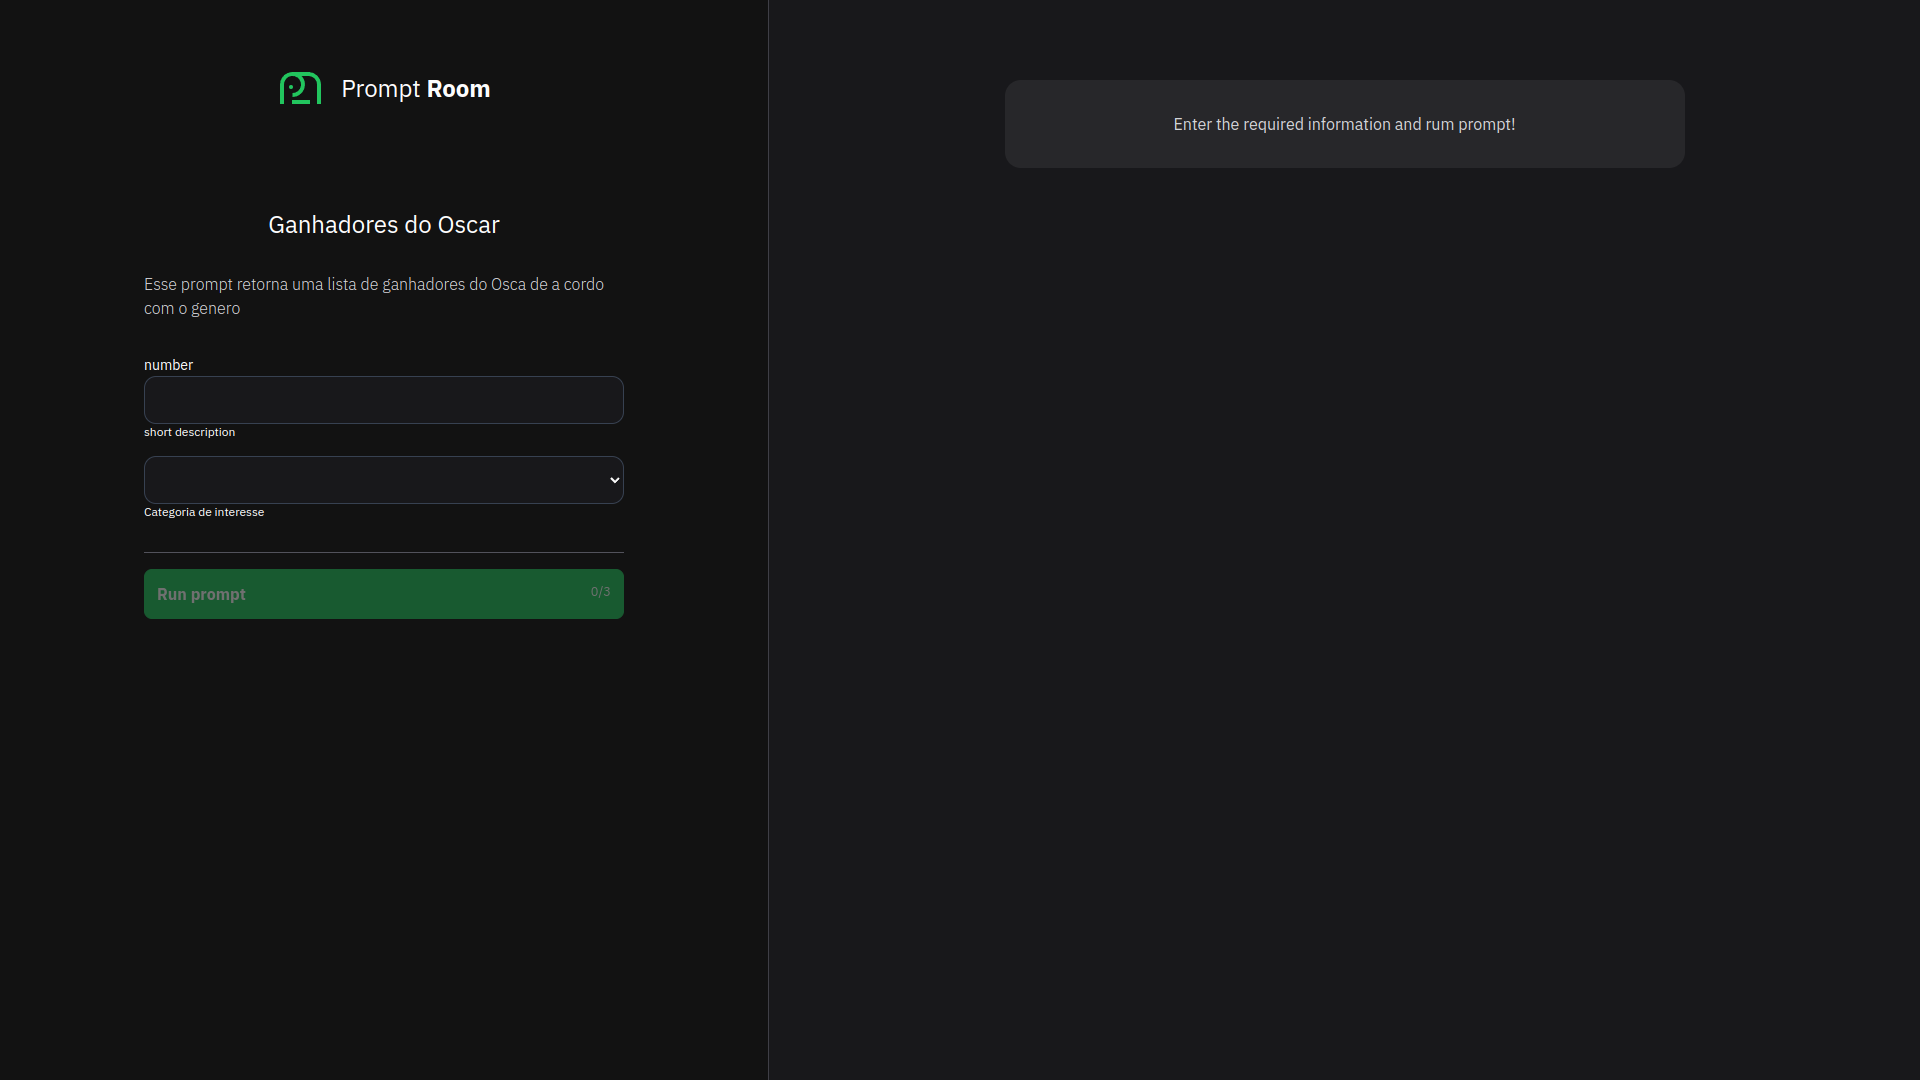 Prompt Room
Ganhadores do Oscar
Esse prompt retorna uma lista de ganhadores do Osca de a cordo
com o genero
number
short description
Categoria de interesse
Run prompt 0/3
Enter the required information and rum prompt!